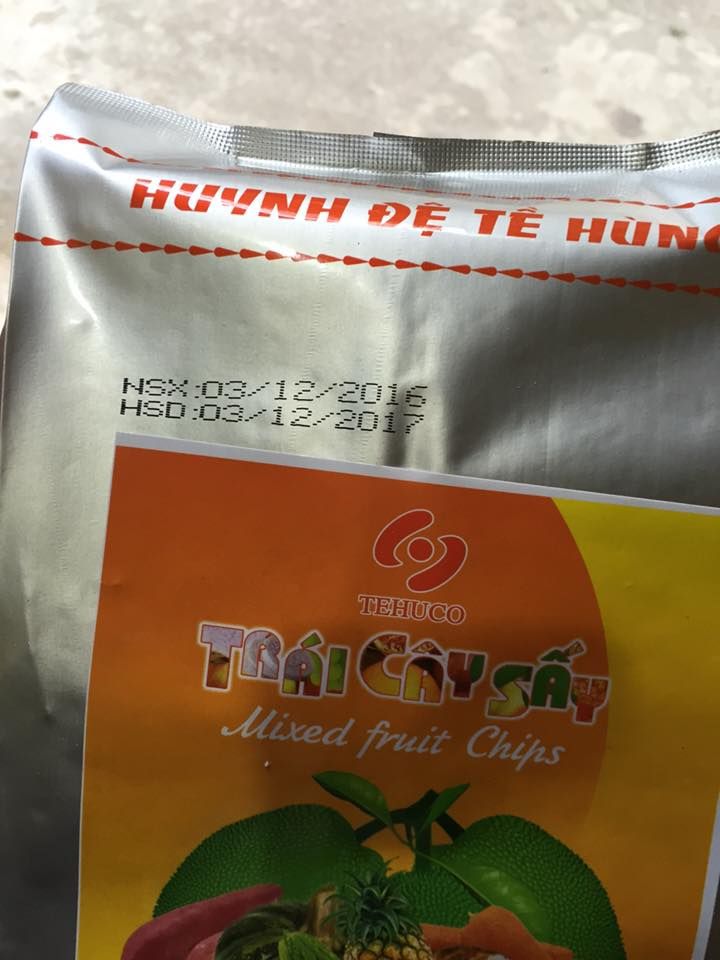 HUYNH ĐỆ TỀ HÙNG
NSX:03/12/2016
HSD:03/12/2017
TEHUCO
TRÁI CÂY SẤY
Mixed fruit Chips